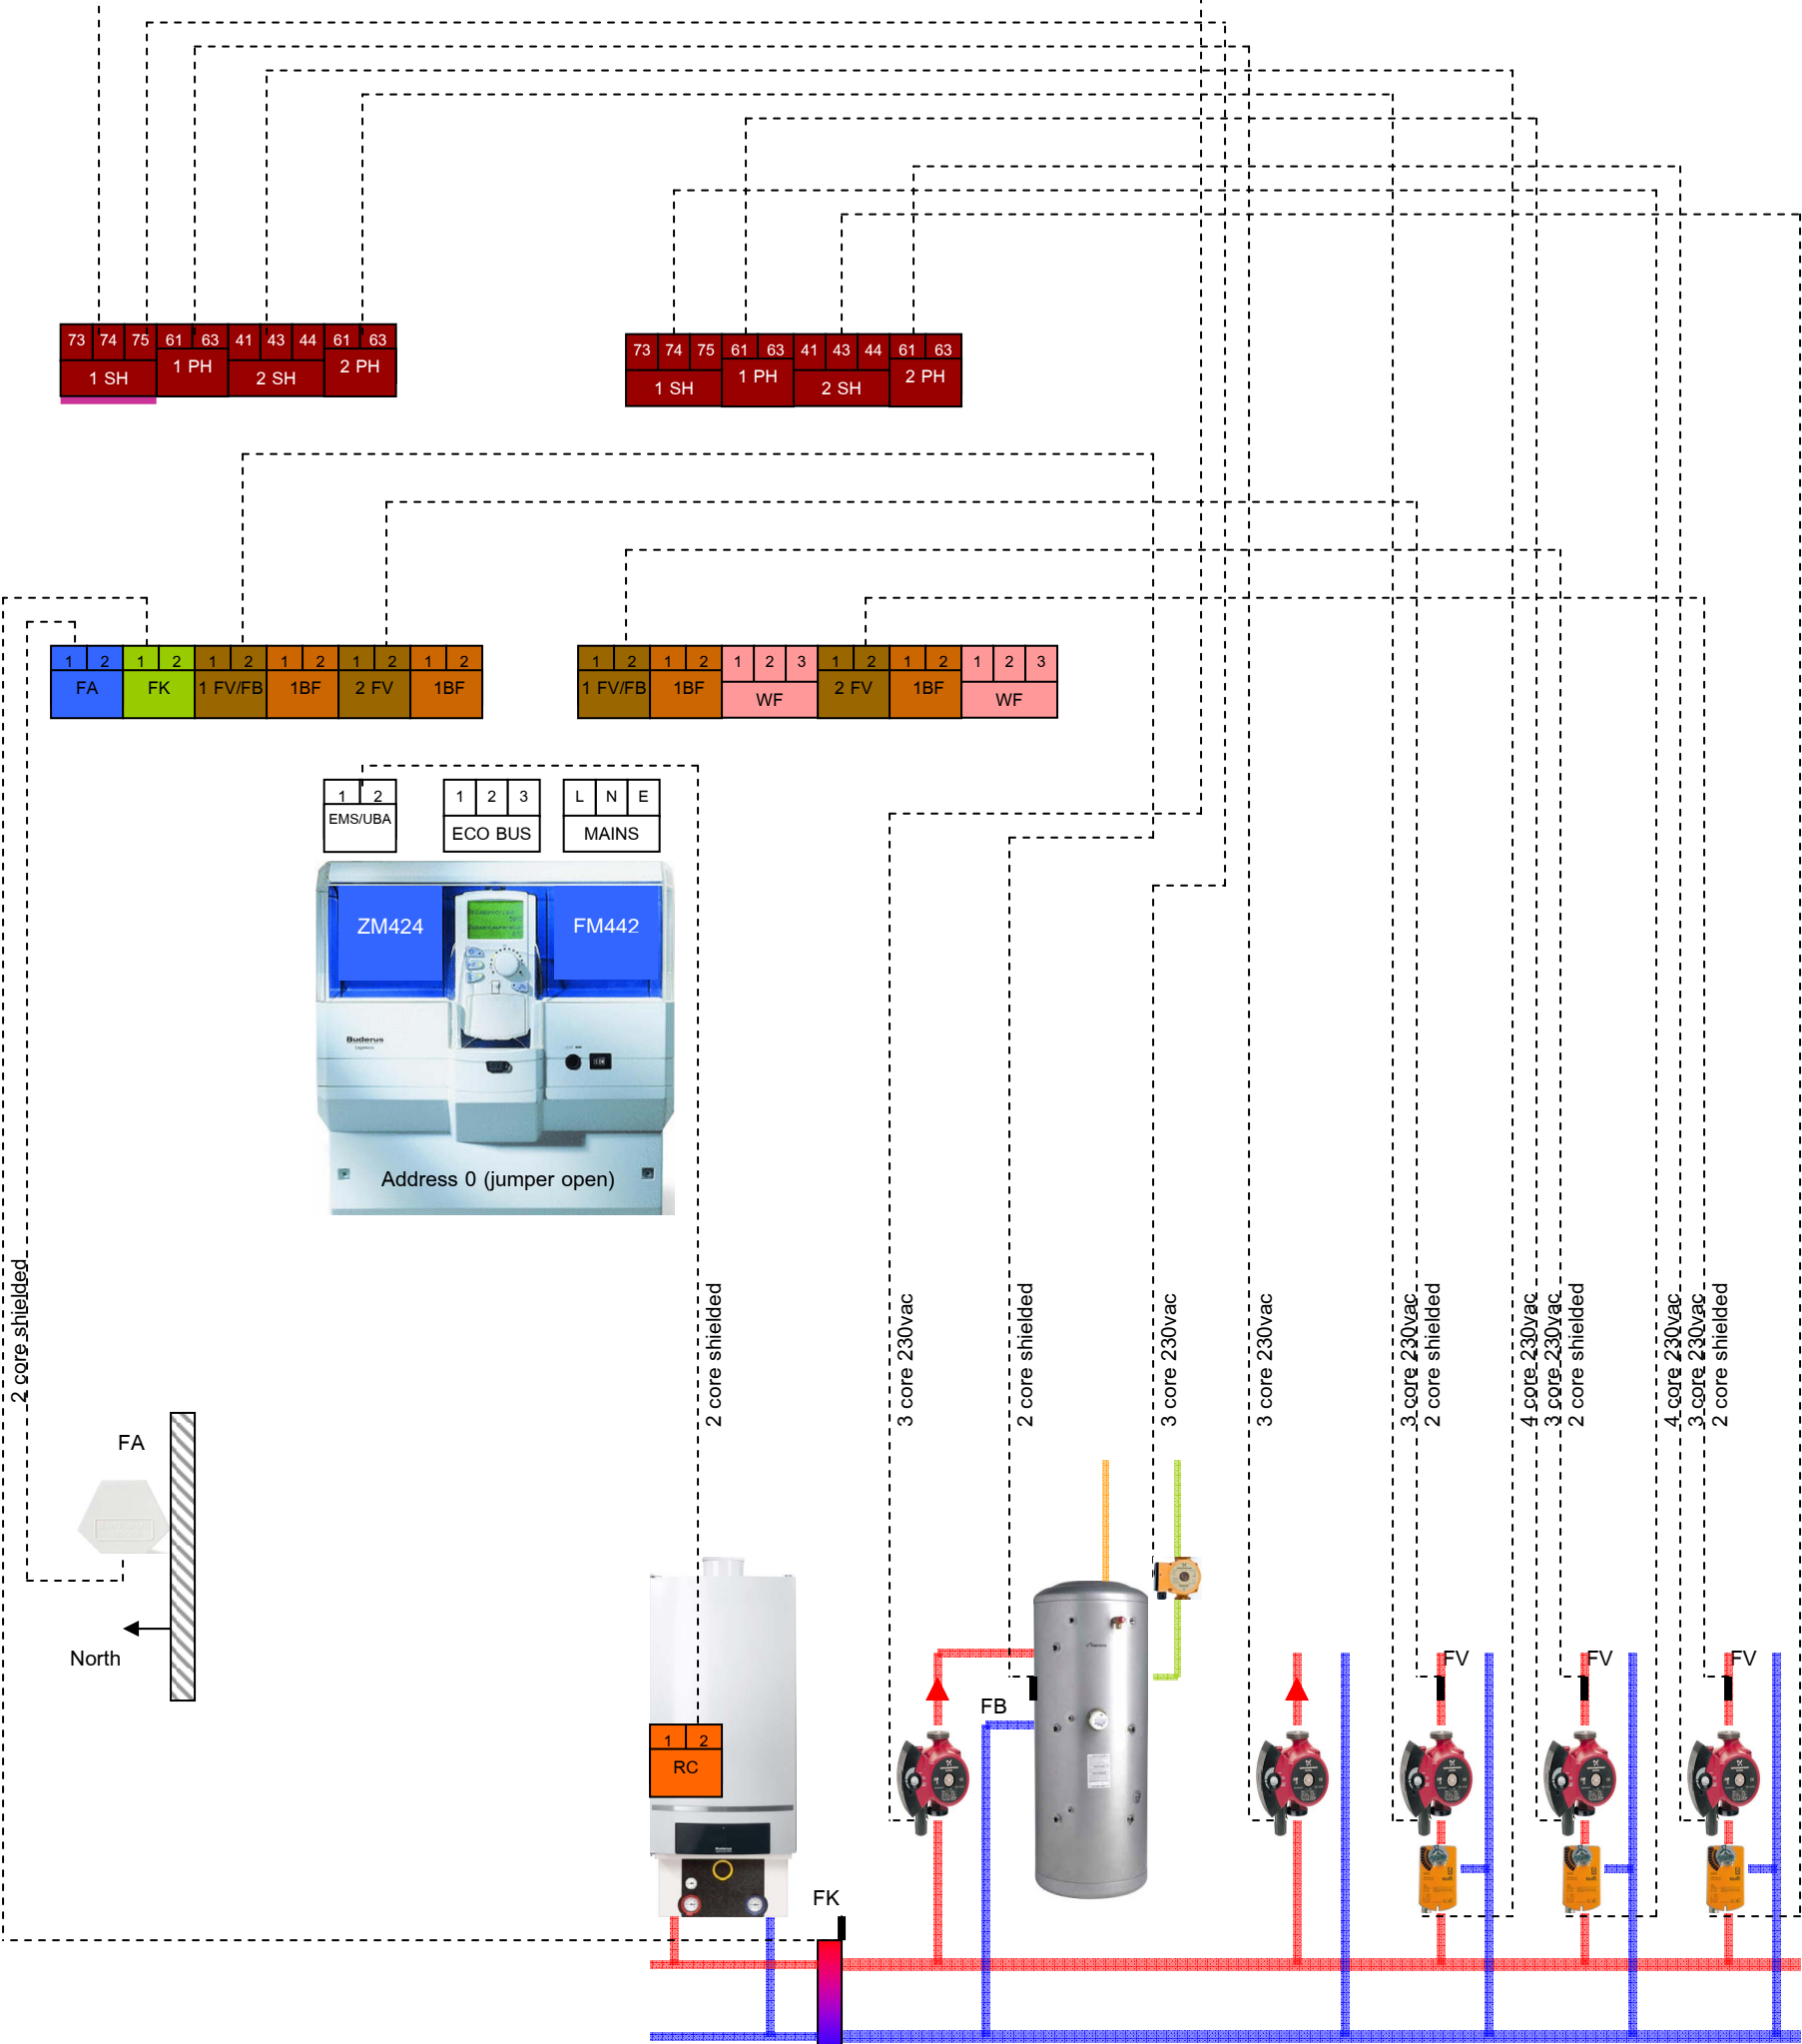 73 74 75 61 63 41 43 44 61 63
1 SH 1 PH 2 SH 2 PH
73 74 75 61 63 41 43 44 61 63
1 SH 1 PH 2 SH 2 PH
1 2 1 2 1 2 1 2 1 2 1 2
FA FK 1 FV/FB 1BF 2 FV 1BF
1 2 1 2 1 2 3 1 2 1 2 1 2 3
1 FV/FB 1BF WF 2 FV 1BF WF
1 2
EMS/UBA
1 2 3
ECO BUS
L N E
MAINS
ZM424
FM442
Buderus
Address 0 (jumper open)
2 core shielded
2 core shielded
3 core 230vac
2 core shielded
3 core 230vac
3 core 230vac
3 core 230vac
2 core shielded
4 core 230vac
3 core 230vac
2 core shielded
4 core 230vac
3 core 230vac
2 core shielded
FA
North
FB
FV
FV
FV
1 2
RC
Buderus
FK